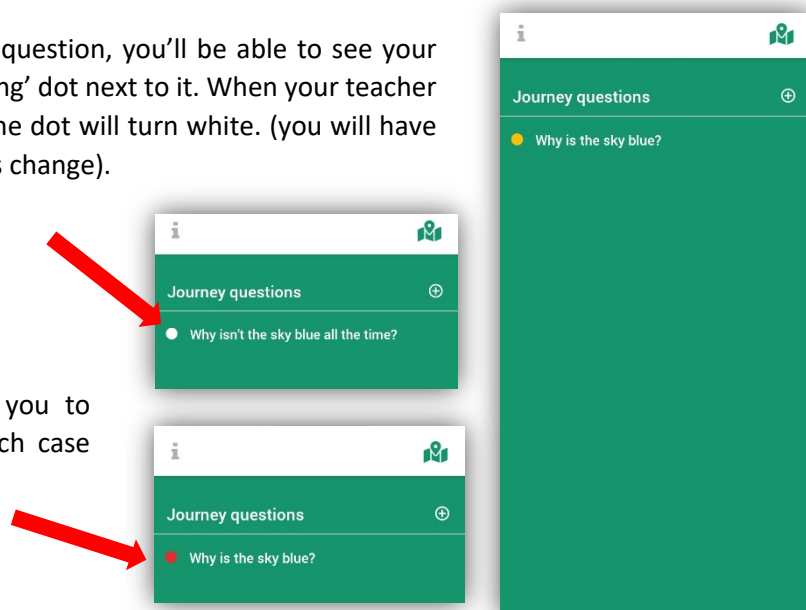 question, you'll be able to see your
ng' dot next to it. When your teacher
ne dot will turn white. (you will have
s change).
Journey questions
Why isn't the sky blue all the time?
you to
ch case
Journey questions
Why is the sky blue?
Journey questions
Why is the sky blue?